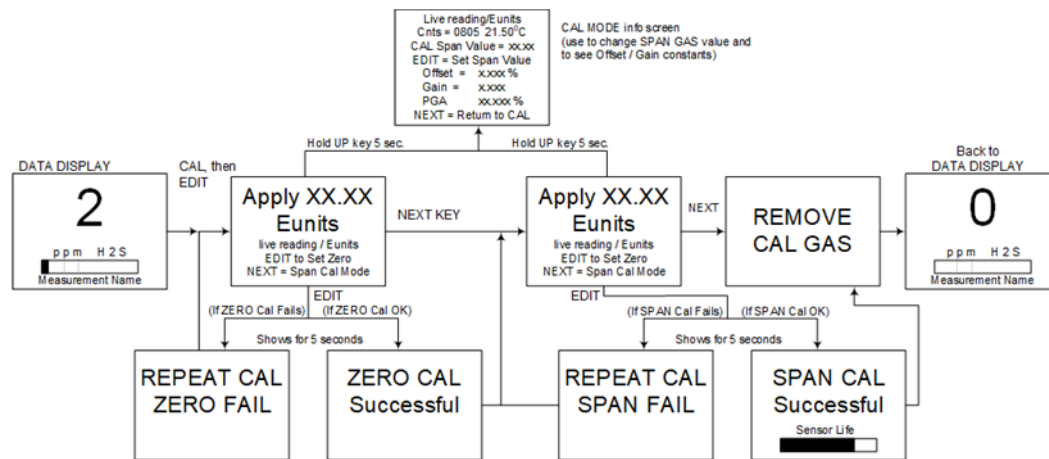 Live reading/Eunits
Cnts = 0805 21.50⁰C
CAL Span Value = xx.xx
EDIT = Set Span Value
Offset = x.xxx %
Gain = x.xxx
PGA xx.xxx %
NEXT = Return to CAL
CAL MODE info screen
(use to change SPAN GAS value and
to see Offset / Gain constants)
Hold UP key 5 sec.
Hold UP key 5 sec.
DATA DISPLAY
2
ppm H2S
Measurement Name
CAL, then
EDIT
Apply XX.XX
Eunits
live reading / Eunits
EDIT to Set Zero
NEXT = Span Cal Mode
NEXT KEY
Apply XX.XX
Eunits
live reading / Eunits
EDIT to Set Zero
NEXT = Span Cal Mode
NEXT
REMOVE
CAL GAS
Back to
DATA DISPLAY
0
ppm H2S
Measurement Name
EDIT
(If ZERO Cal Fails)
(If ZERO Cal OK)
Shows for 5 seconds
REPEAT CAL
ZERO FAIL
ZERO CAL
Successful
EDIT
(If SPAN Cal Fails)
(If SPAN Cal OK)
Shows for 5 seconds
REPEAT CAL
SPAN FAIL
SPAN CAL
Successful
Sensor Life